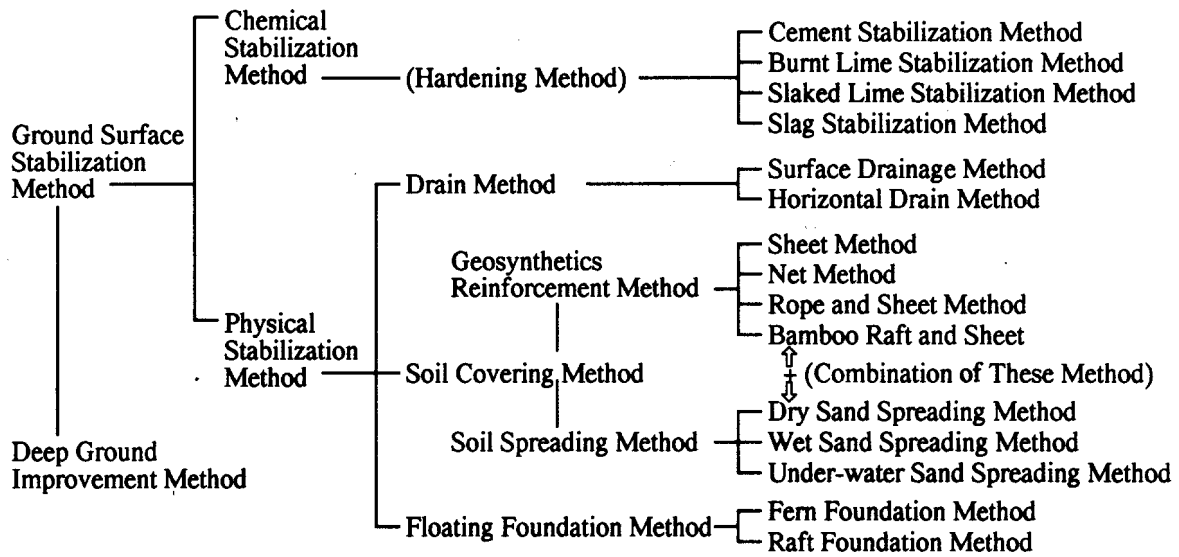 Chemical
Stabilization
Method
(Hardening Method)
Cement Stabilization Method
Burnt Lime Stabilization Method
Slaked Lime Stabilization Method
Slag Stabilization Method
Ground Surface
Stabilization
Method
Drain Method
Surface Drainage Method
Horizontal Drain Method
Geosynthetics
Reinforcement Method
Sheet Method
Net Method
Rope and Sheet Method
Bamboo Raft and Sheet
Physical
Stabilization
Method
Soil Covering Method
+ (Combination of These Method)
Soil Spreading Method
Dry Sand Spreading Method
Wet Sand Spreading Method
Under-water Sand Spreading Method
Deep Ground
Improvement Method
Floating Foundation Method
Fern Foundation Method
Raft Foundation Method